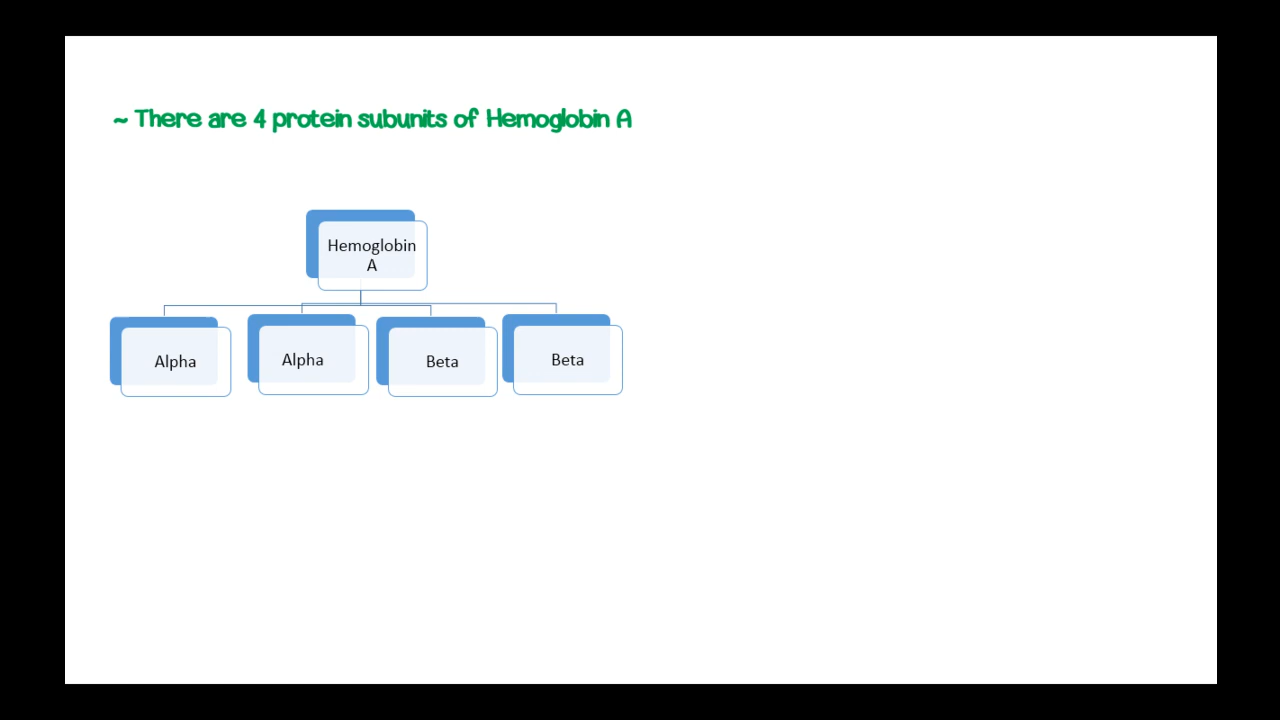 ~ There are 4 protein subunits of Hemoglobin A
Hemoglobin
A
Alpha
Alpha
Beta
Beta